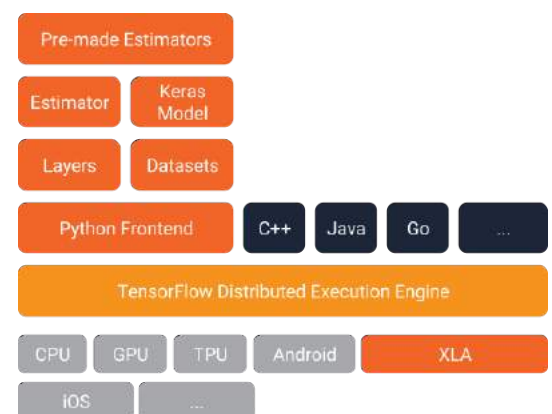 Pre-made Estimators
Estimator
Keras
Model
Layers
Datasets
Python Frontend
C++
Java
Go
...
TensorFlow Distributed Execution Engine
CPU
GPU
TPU
Android
XLA
iOS
...